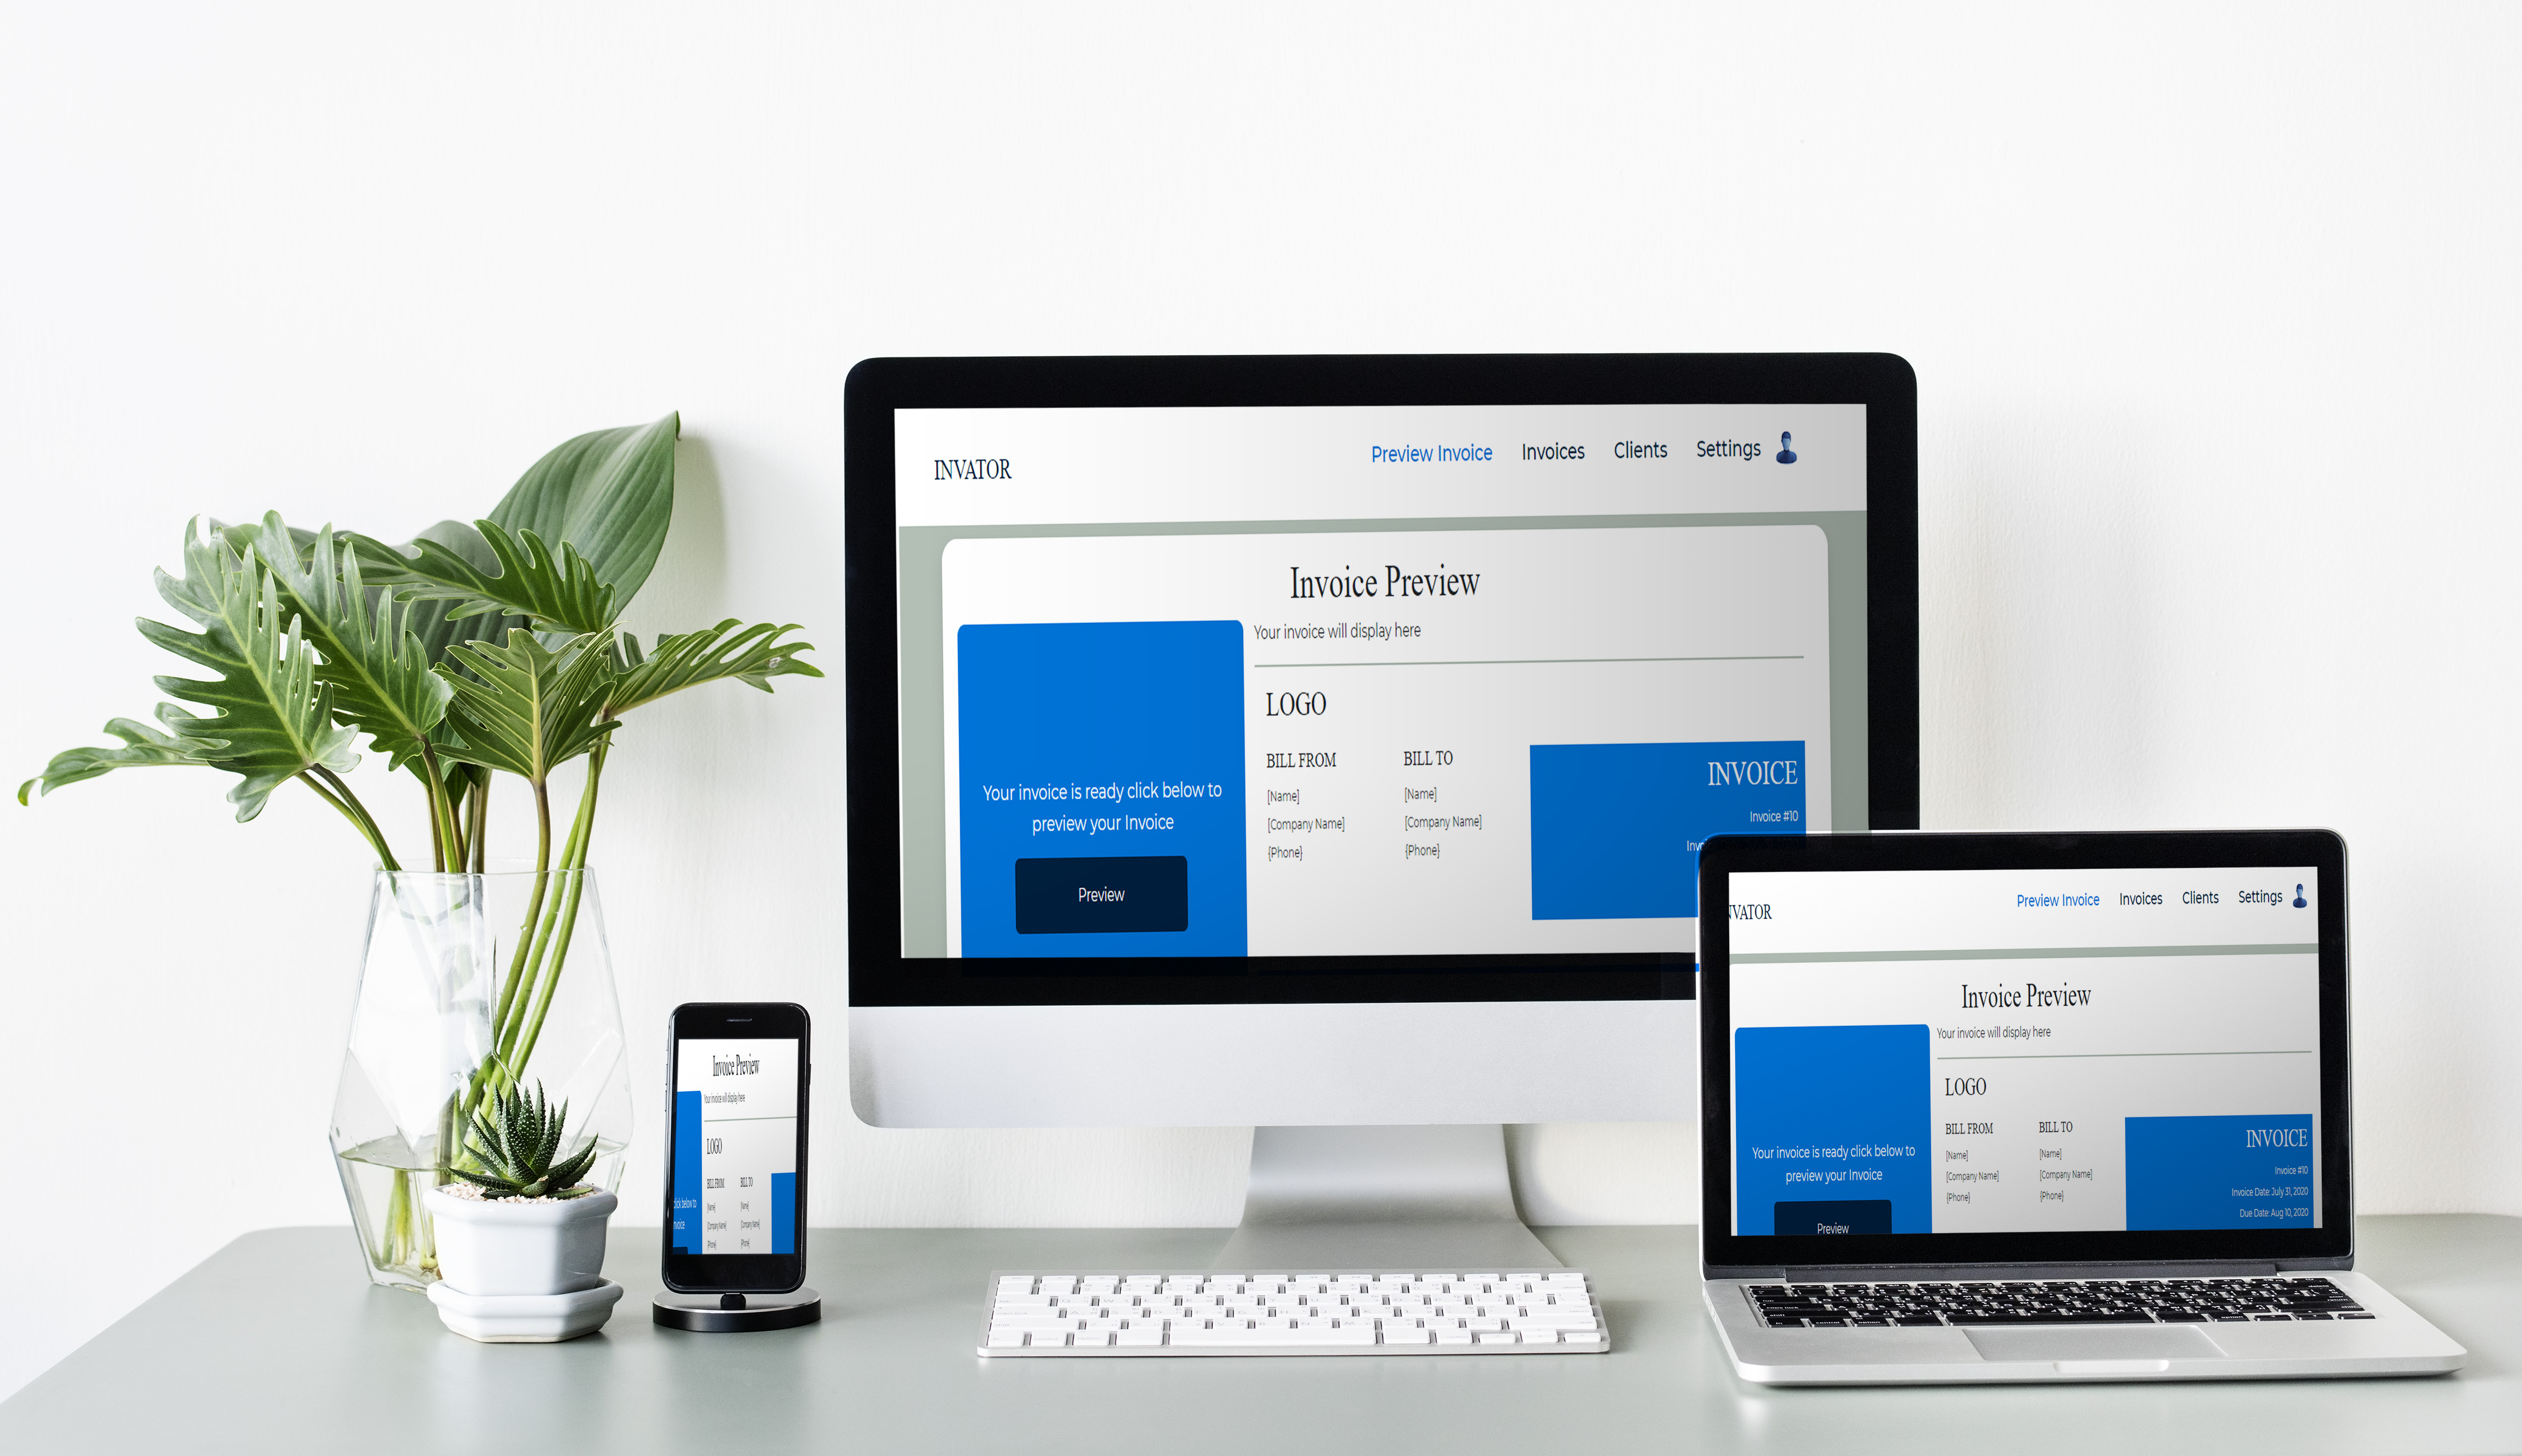 INVATOR
Preview Invoice Invoices Clients Settings
Invoice Preview
Your invoice will display here
LOGO
BILL FROM BILL TO
[Name] [Name]
[Company Name] [Company Name]
{Phone} {Phone}
INVOICE
Invoice #10
Your invoice is ready click below to
preview your Invoice
Preview
Invoice Preview
Your invoice will display here
LOGO
BILL FROM BILL TO
[Name] [Name]
[Company Name] [Company Name]
{Phone} {Phone}
click below to
nvoice
NVATOR
Preview Invoice Invoices Clients Settings
Invoice Preview
Your invoice will display here
LOGO
BILL FROM BILL TO
[Name] [Name]
[Company Name] [Company Name]
{Phone} {Phone}
INVOICE
Invoice #10
Invoice Date: July 31, 2020
Due Date: Aug 10, 2020
Your invoice is ready click below to
preview your Invoice
Preview